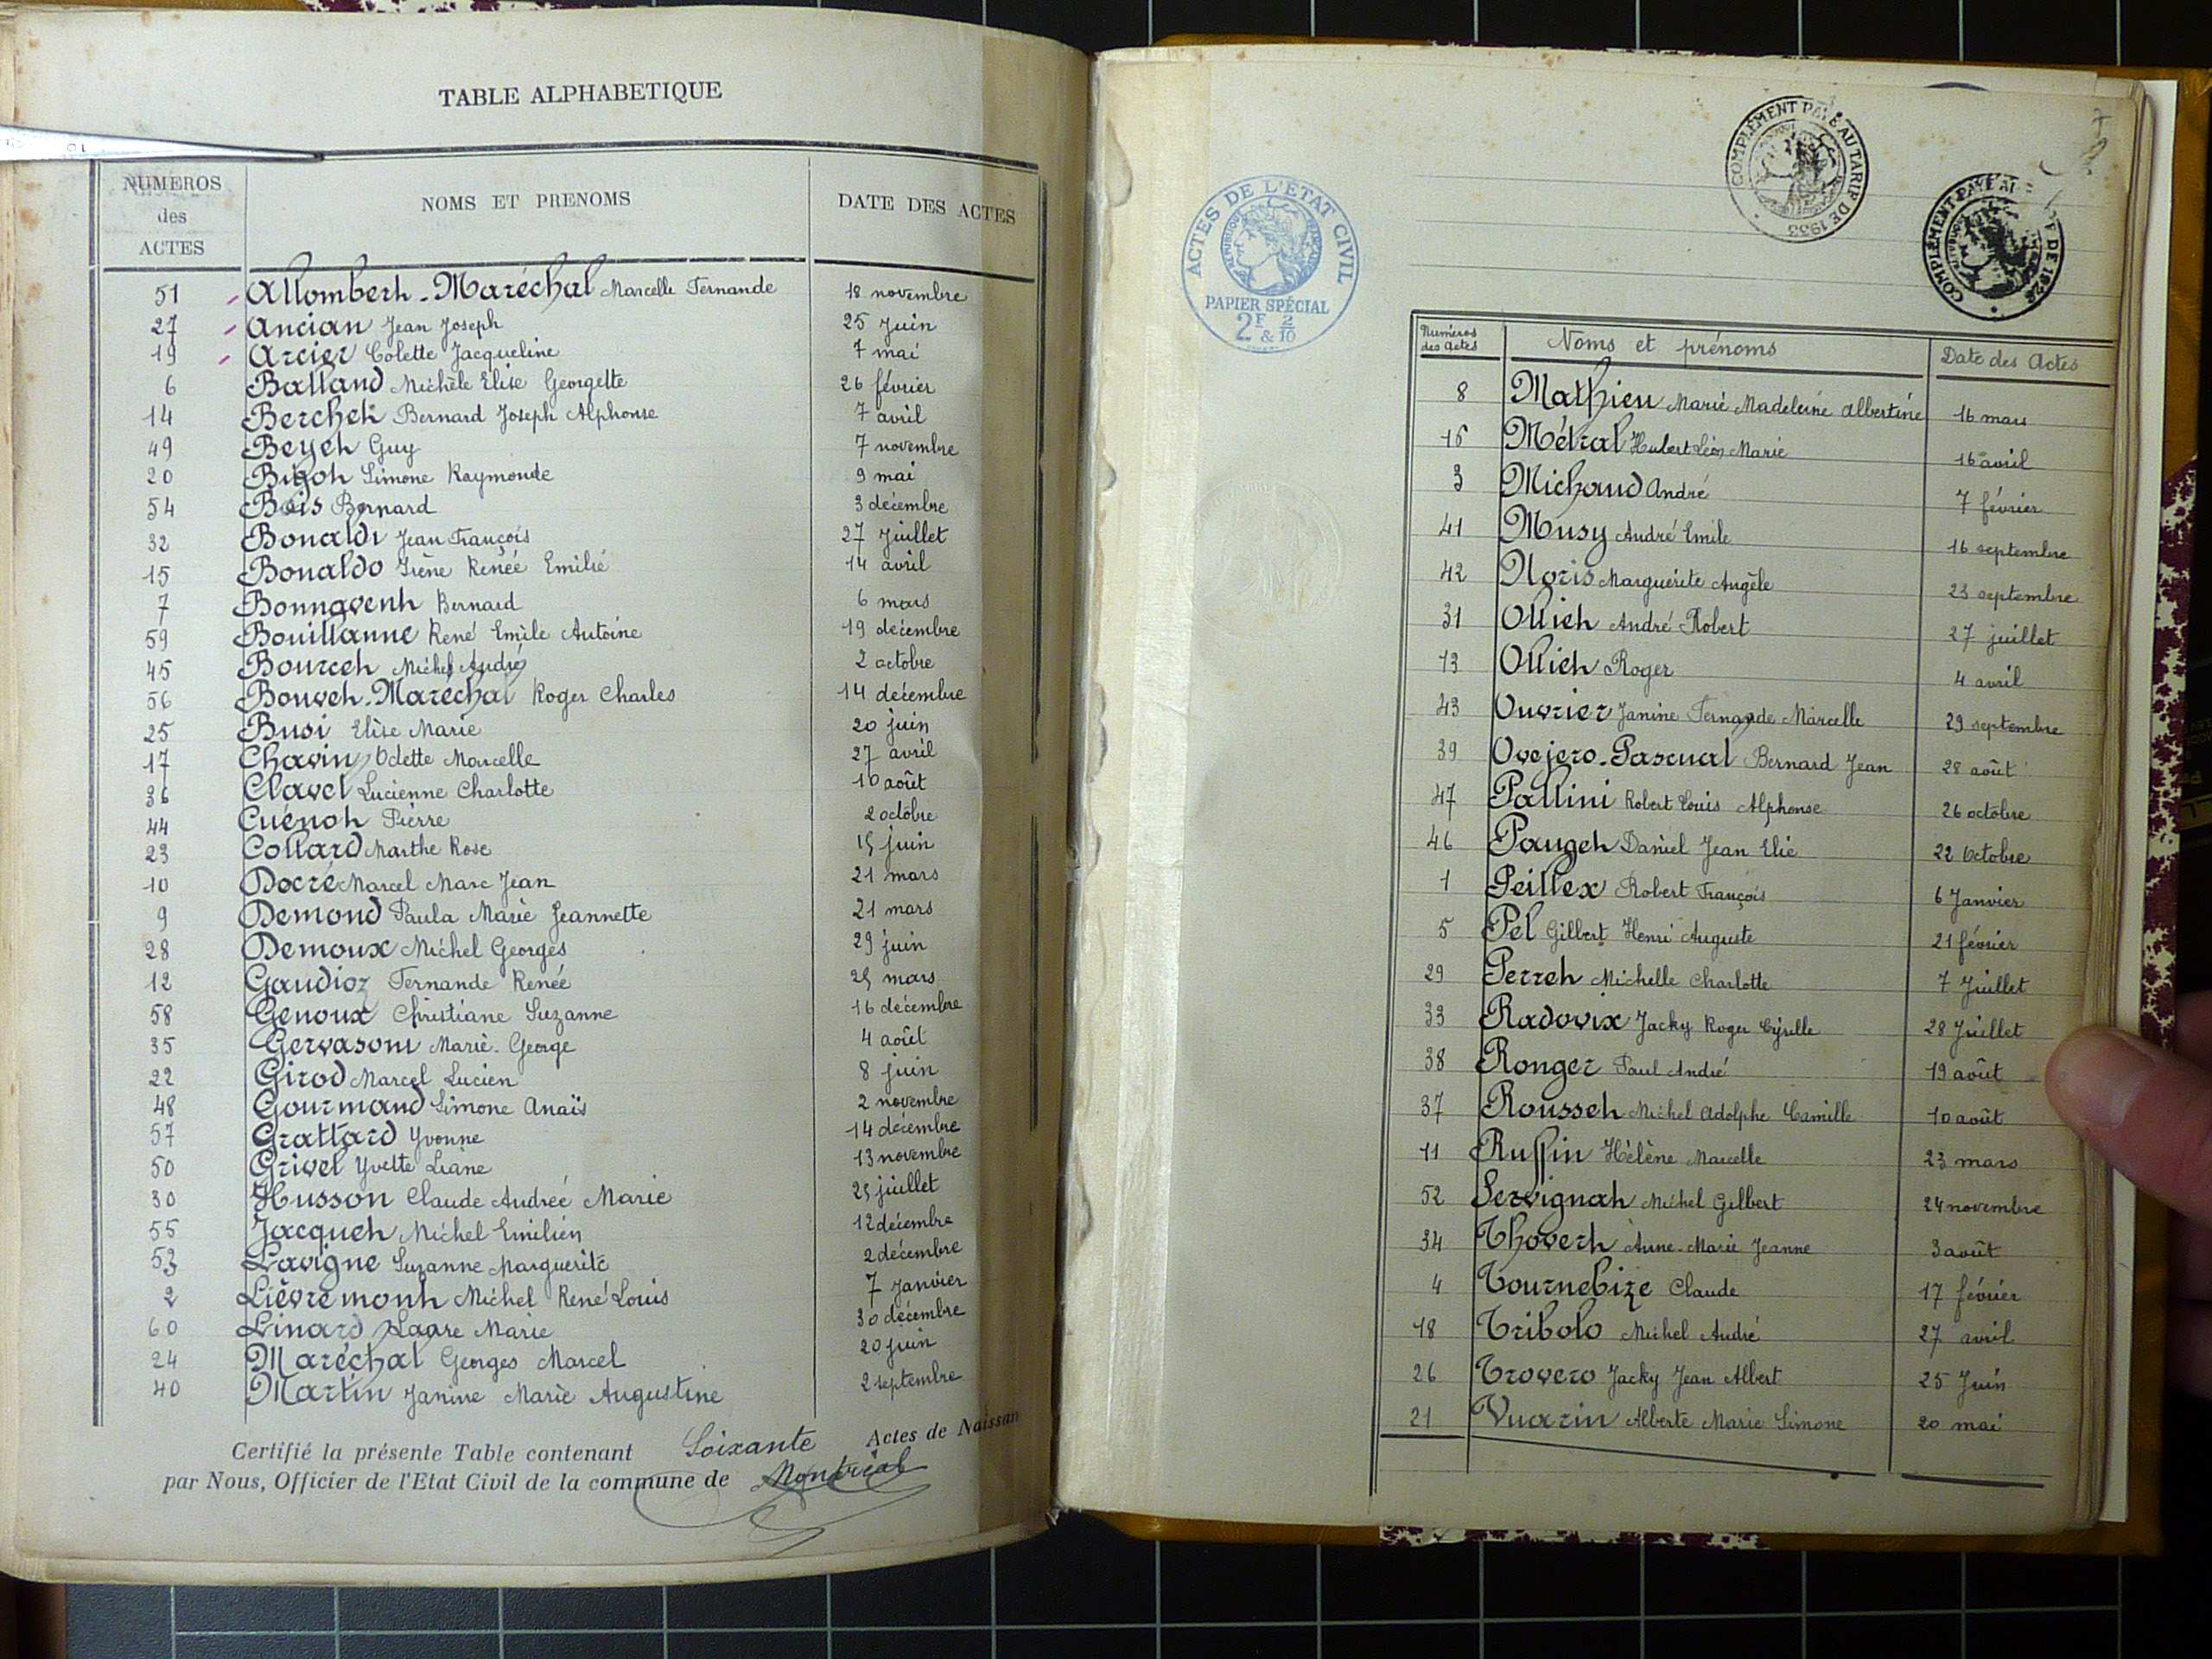 TABLE ALPHABETIQUE
NUMEROS des ACTES NOMS ET PRENOMS DATE DES ACTES
51 Allombert-Maréchal Marcelle Fernande 18 novembre
27 Ancian Jean Joseph 25 Juin
19 Arcier Colette Jacqueline 7 mai
6 Balland Michèle Elise Georgette 26 février
14 Berchet Bernard Joseph Alphonse 7 avril
49 Beyet Guy 7 novembre
20 Simone Raymonde 9 mai
54 Bois Bernard 3 décembre
32 Bonaldi Jean François 27 Juillet
15 Bonaldo Irène Renée Emilie 14 avril
7 Bonnavent Bernard 6 mars
59 Bouillanne René Emile Antoine 19 décembre
45 Bourcet Michel André 2 octobre
56 Bouvet-Maréchal Roger Charles 14 décembre
25 Busi Elise Marie 20 juin
17 Chavin Odette Marcelle 27 avril
36 Clavel Lucienne Charlotte 10 août
44 Cuénot Pierre 2 octobre
23 Collard Marthe Rose 15 juin
10 Docré Marcel Marc Jean 21 mars
9 Demond Paula Marie Jeannette 21 mars
28 Demoux Michel Georges 29 juin
12 Gaudioz Fernande Renée 25 mars
58 Genoux Christiane Suzanne 16 décembre
35 Gervasoni Marie-George 4 août
22 Girod Marcel Lucien 8 juin
48 Gourmand Simone Anaïs 2 novembre
57 Grattard Yvonne 14 décembre
50 Grivel Yvette Liane 13 novembre
30 Husson Claude Andrée Marie 25 juillet
55 Jacquet Michel Emilien 12 décembre
53 Lavigne Suzanne Marguerite 2 décembre
2 Lièvremont Michel René Louis 7 Janvier
60 Linard Laure Marie 30 décembre
24 Maréchal Georges Marcel 20 juin
40 Martin Janine Marie Augustine 2 septembre
Certifié la présente Table contenant Soixante Actes de Naissan
par Nous, Officier de l'Etat Civil de la commune de Montréal
ACTES DE L'ETAT CIVIL
REPUBLIQUE FRANÇAISE
PAPIER SPÉCIAL
2F & 2/10
COMPLÉMENT PAYÉ AU TARIF DE 1933
COMPLÉMENT PAYÉ AU
F DE 1926
Numéros des actes Noms et prénoms Date des Actes
8 Mathieu Marie Madeleine Albertine 16 mars
16 Métral Hubert Léon Marie 16 avril
3 Michaud André 7 février
41 Musy André Emile 16 septembre
42 Noris Marguerite Angèle 23 septembre
31 Olliet André Robert 27 juillet
13 Olliet Roger 4 avril
43 Ouvrier Janine Fernande Marcelle 29 septembre
39 Ovejero-Pascual Bernard Jean 28 août
47 Pallini Robert Louis Alphonse 26 octobre
46 Pauget Daniel Jean Elie 22 Octobre
1 Peillex Robert François 6 Janvier
5 Pel Gilbert Henri Auguste 21 février
29 Perret Michelle Charlotte 7 Juillet
33 Radovix Jacky Roger Cyrille 28 Juillet
38 Ronger Paul André 19 août
37 Rousset Michel Adolphe Camille 10 août
11 Ruffin Hélène Marcelle 23 mars
52 Servignat Michel Gilbert 24 novembre
34 Thovert Anne-Marie Jeanne 3 août
4 Tournebize Claude 17 février
18 Tribolo Michel André 27 avril
26 Trovero Jacky Jean Albert 25 Juin
21 Vuarin Alberte Marie Simone 20 mai